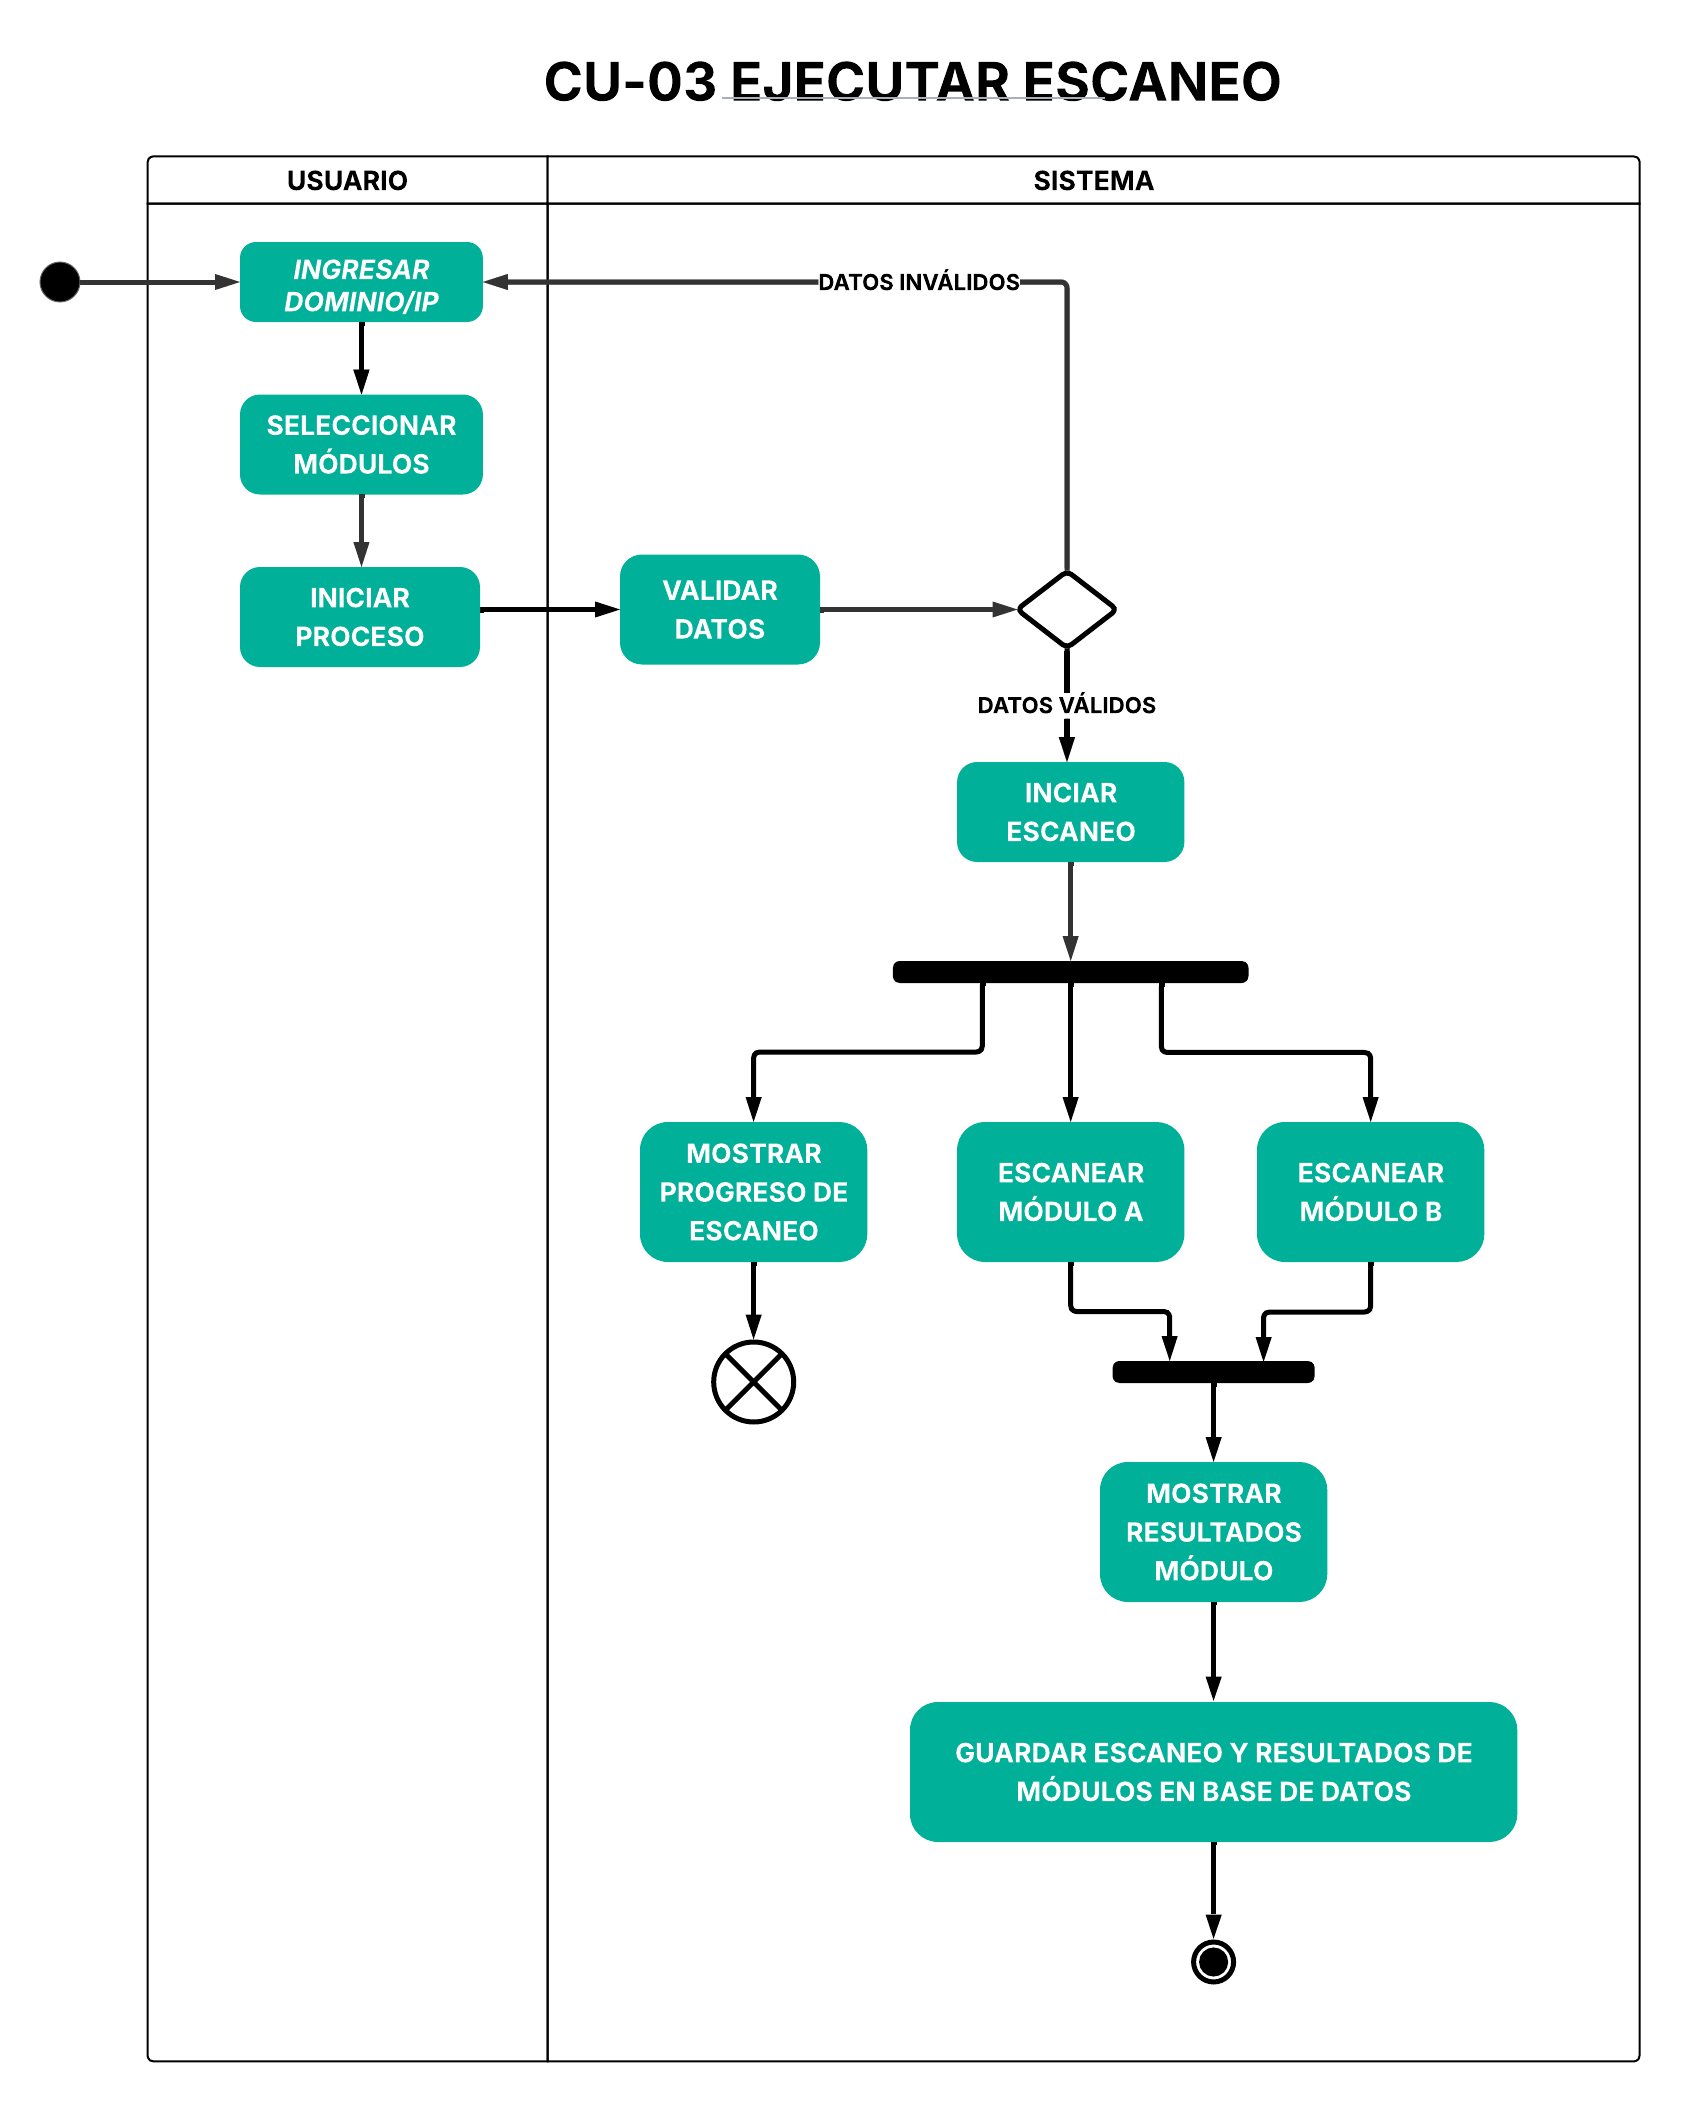 CU-03 EJECUTAR ESCANEO
USUARIO
SISTEMA
INGRESAR
DOMINIO/IP
DATOS INVÁLIDOS
SELECCIONAR
MÓDULOS
INICIAR
PROCESO
VALIDAR
DATOS
DATOS VÁLIDOS
INCIAR
ESCANEO
MOSTRAR
PROGRESO DE
ESCANEO
ESCANEAR
MÓDULO A
ESCANEAR
MÓDULO B
MOSTRAR
RESULTADOS
MÓDULO
GUARDAR ESCANEO Y RESULTADOS DE
MÓDULOS EN BASE DE DATOS